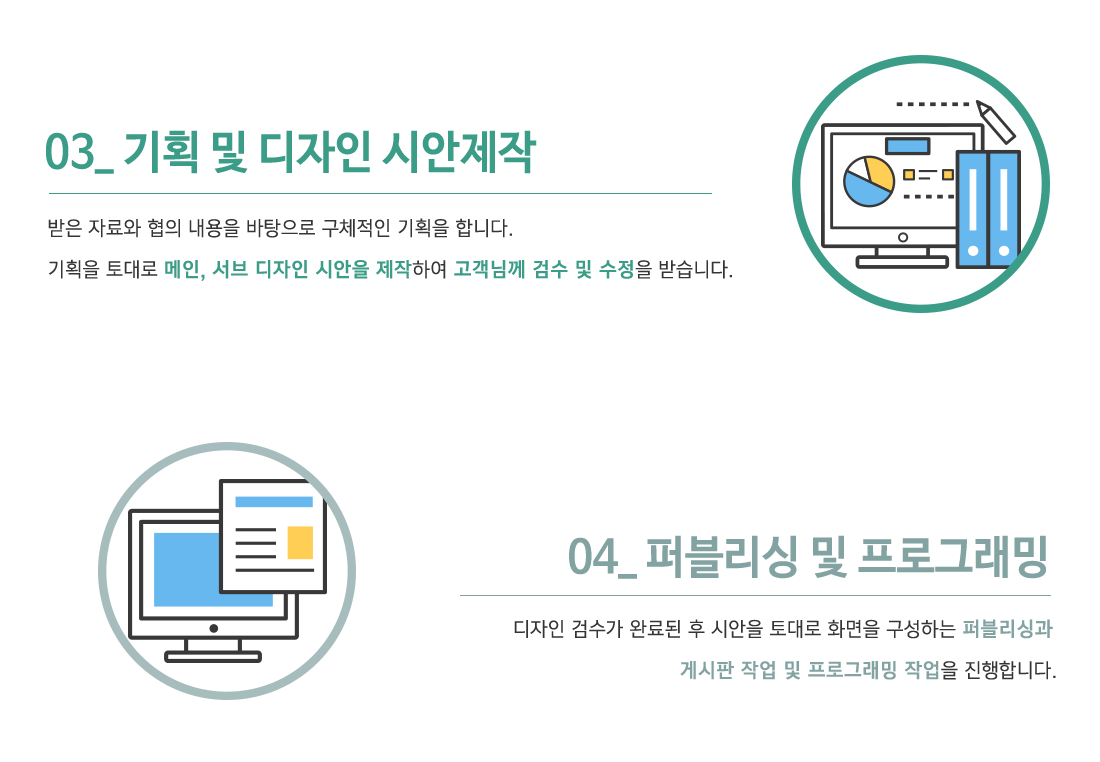 03_ 기획 및 디자인 시안제작
받은 자료와 협의 내용을 바탕으로 구체적인 기획을 합니다.
기획을 토대로 메인, 서브 디자인 시안을 제작하여 고객님께 검수 및 수정을 받습니다.
04_ 퍼블리싱 및 프로그래밍
디자인 검수가 완료된 후 시안을 토대로 화면을 구성하는 퍼블리싱과
게시판 작업 및 프로그래밍 작업을 진행합니다.